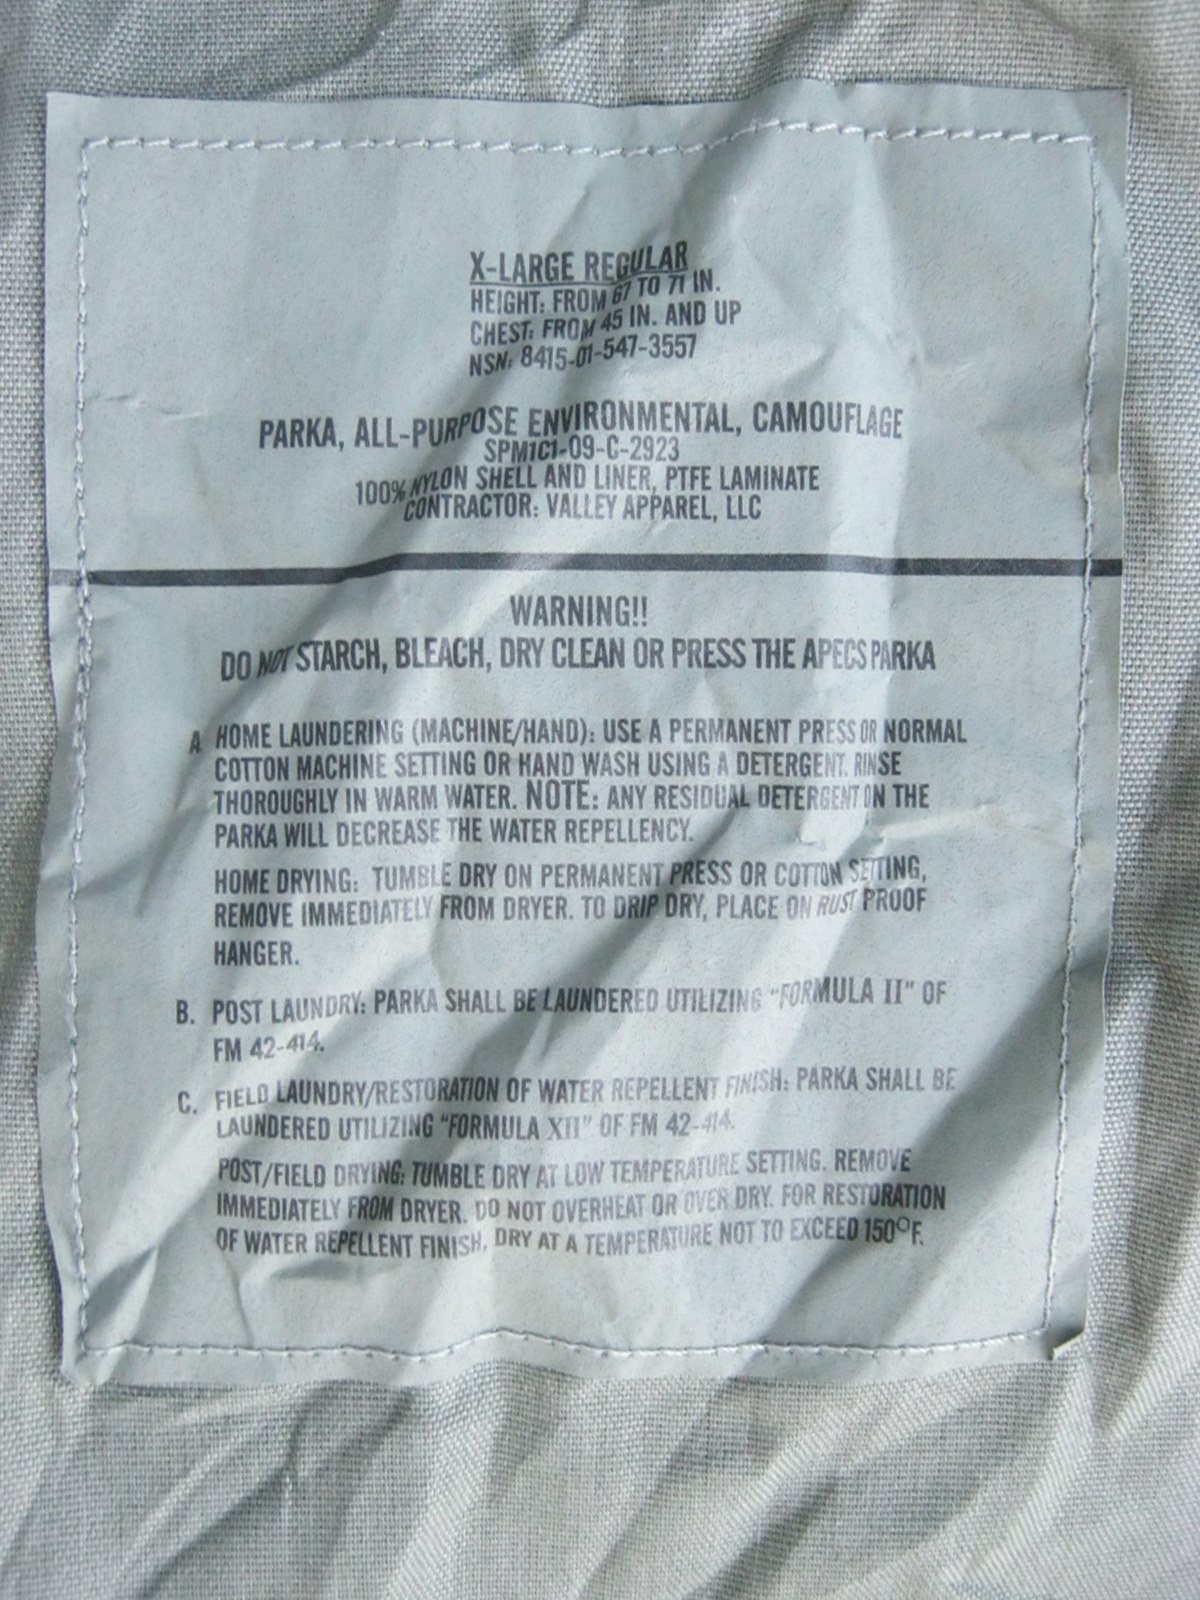 X-LARGE REGULAR
HEIGHT: FROM 67 TO 71 IN.
CHEST: FROM 45 IN. AND UP
NSN: 8415-01-547-3557
PARKA, ALL-PURPOSE ENVIRONMENTAL, CAMOUFLAGE
SPM1C1-09-C-2923
100% NYLON SHELL AND LINER, PTFE LAMINATE
CONTRACTOR: VALLEY APPAREL, LLC
WARNING!!
DO NOT STARCH, BLEACH, DRY CLEAN OR PRESS THE APECS PARKA
A HOME LAUNDERING (MACHINE/HAND): USE A PERMANENT PRESS OR NORMAL
COTTON MACHINE SETTING OR HAND WASH USING A DETERGENT. RINSE
THOROUGHLY IN WARM WATER. NOTE: ANY RESIDUAL DETERGENT ON THE
PARKA WILL DECREASE THE WATER REPELLENCY.
HOME DRYING: TUMBLE DRY ON PERMANENT PRESS OR COTTON SETTING,
REMOVE IMMEDIATELY FROM DRYER. TO DRIP DRY, PLACE ON RUST PROOF
HANGER.
B. POST LAUNDRY: PARKA SHALL BE LAUNDERED UTILIZING "FORMULA II" OF
FM 42-414.
C. FIELD LAUNDRY/RESTORATION OF WATER REPELLENT FINISH: PARKA SHALL BE
LAUNDERED UTILIZING "FORMULA XII" OF FM 42-414.
POST/FIELD DRYING: TUMBLE DRY AT LOW TEMPERATURE SETTING. REMOVE
IMMEDIATELY FROM DRYER. DO NOT OVERHEAT OR OVER DRY. FOR RESTORATION
OF WATER REPELLENT FINISH, DRY AT A TEMPERATURE NOT TO EXCEED 150°F.